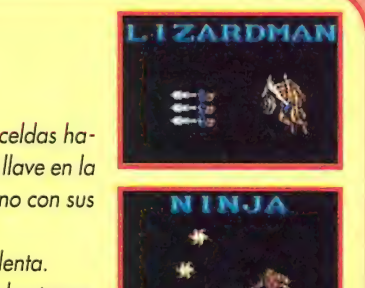 LIZARDMAN
celdas ha-
llave en la
no con sus
NINJA
lenta.